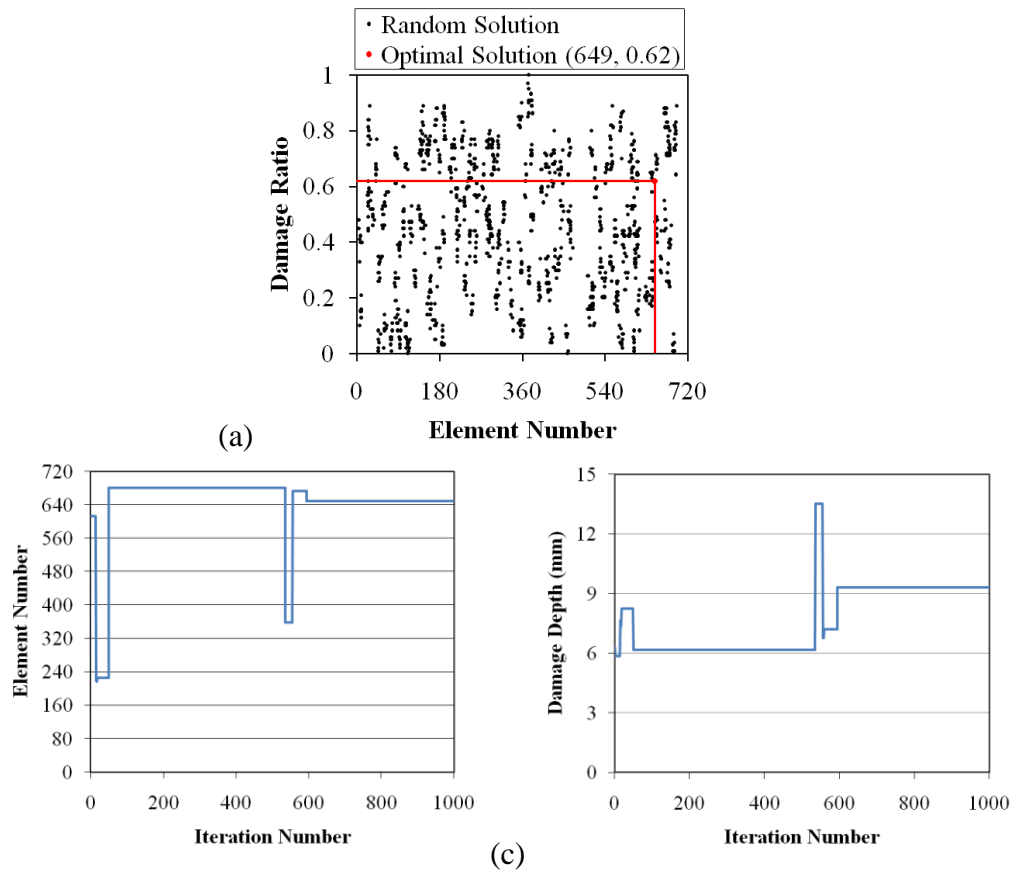 • Random Solution
• Optimal Solution (649, 0.62)
1
0.8
0.6
0.4
0.2
0
Damage Ratio
0 180 360 540 720
Element Number
(a)
720
640
560
480
400
320
240
160
80
0
Element Number
0 200 400 600 800 1000
Iteration Number
15
12
9
6
3
0
Damage Depth (mm)
0 200 400 600 800 1000
Iteration Number
(c)